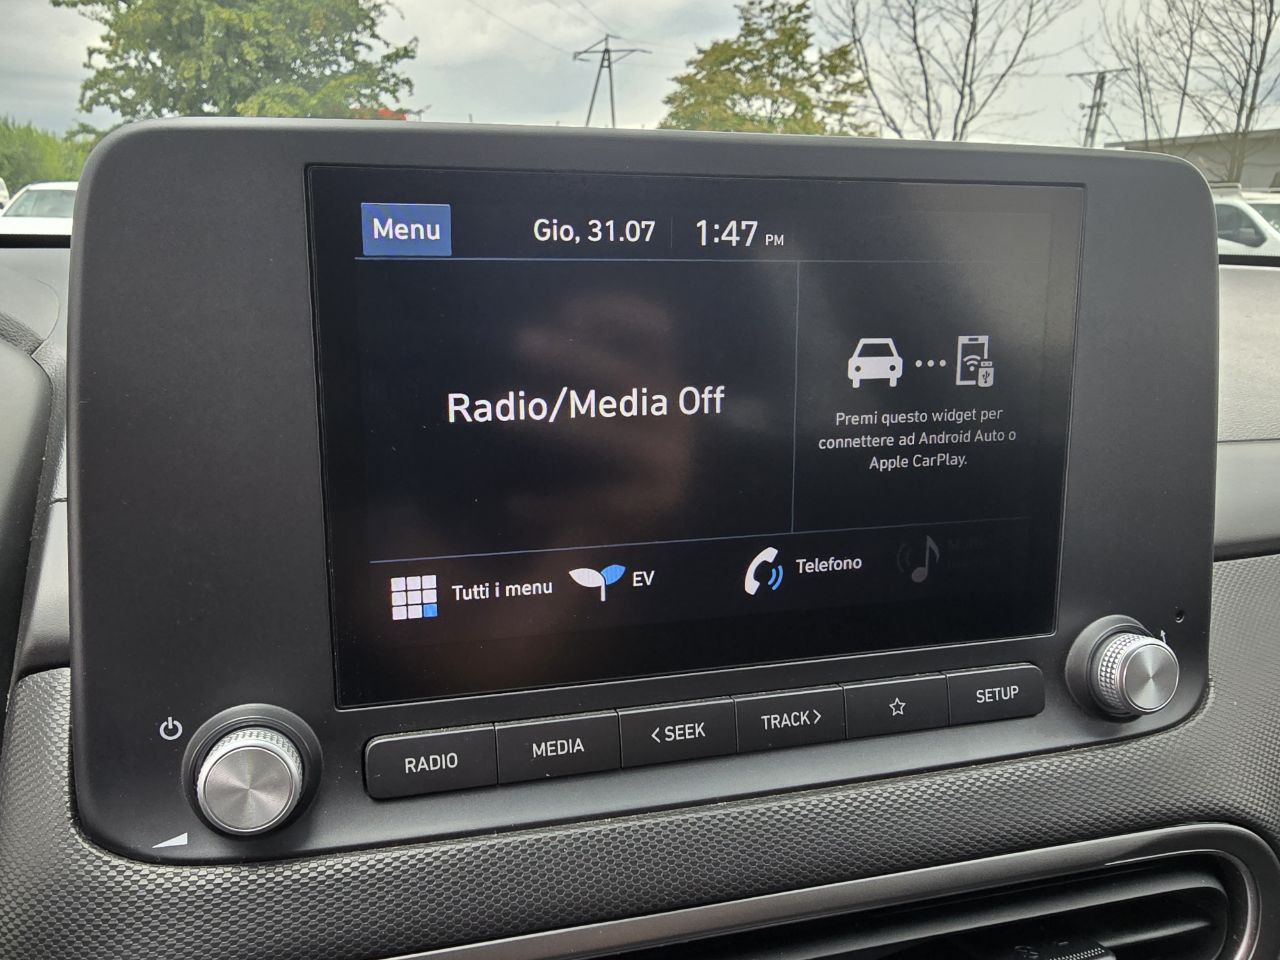 Menu
Gio, 31.07
1:47 PM
Radio/Media Off
Premi questo widget per
connettere ad Android Auto o
Apple CarPlay.
Tutti i menu
EV
Telefono
RADIO
MEDIA
<SEEK
TRACK>
SETUP